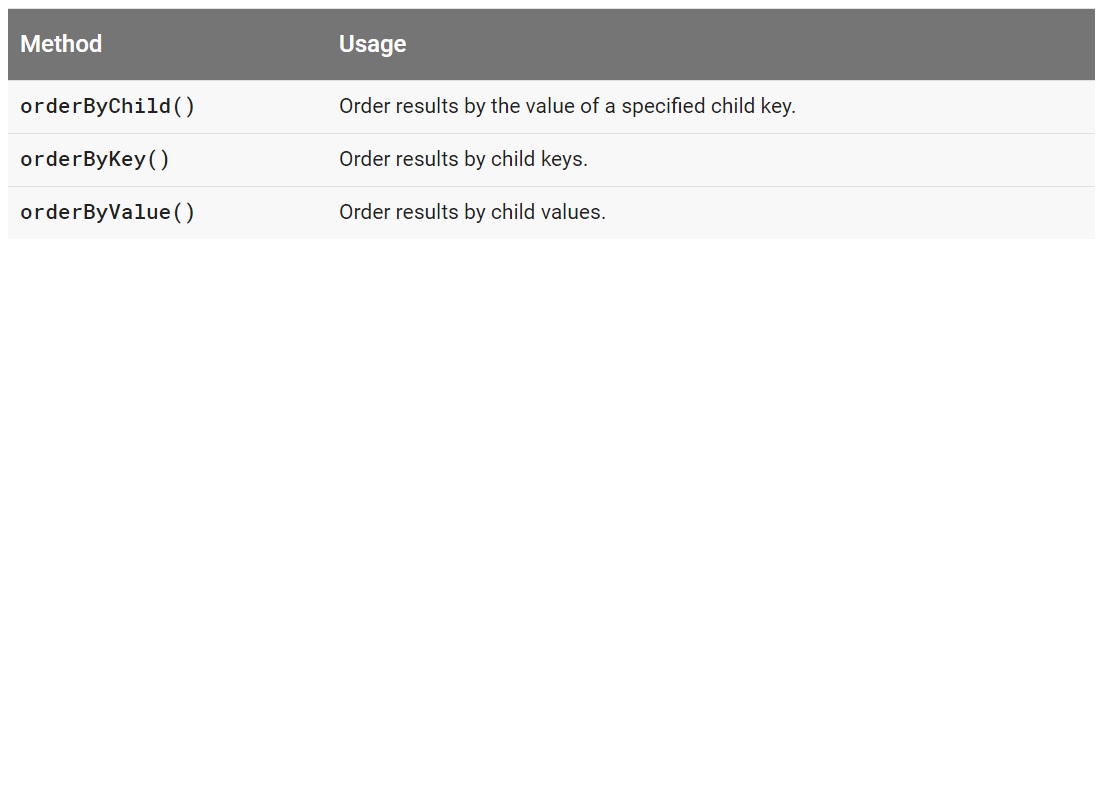 Method Usage
orderByChild() Order results by the value of a specified child key.
orderByKey() Order results by child keys.
orderByValue() Order results by child values.